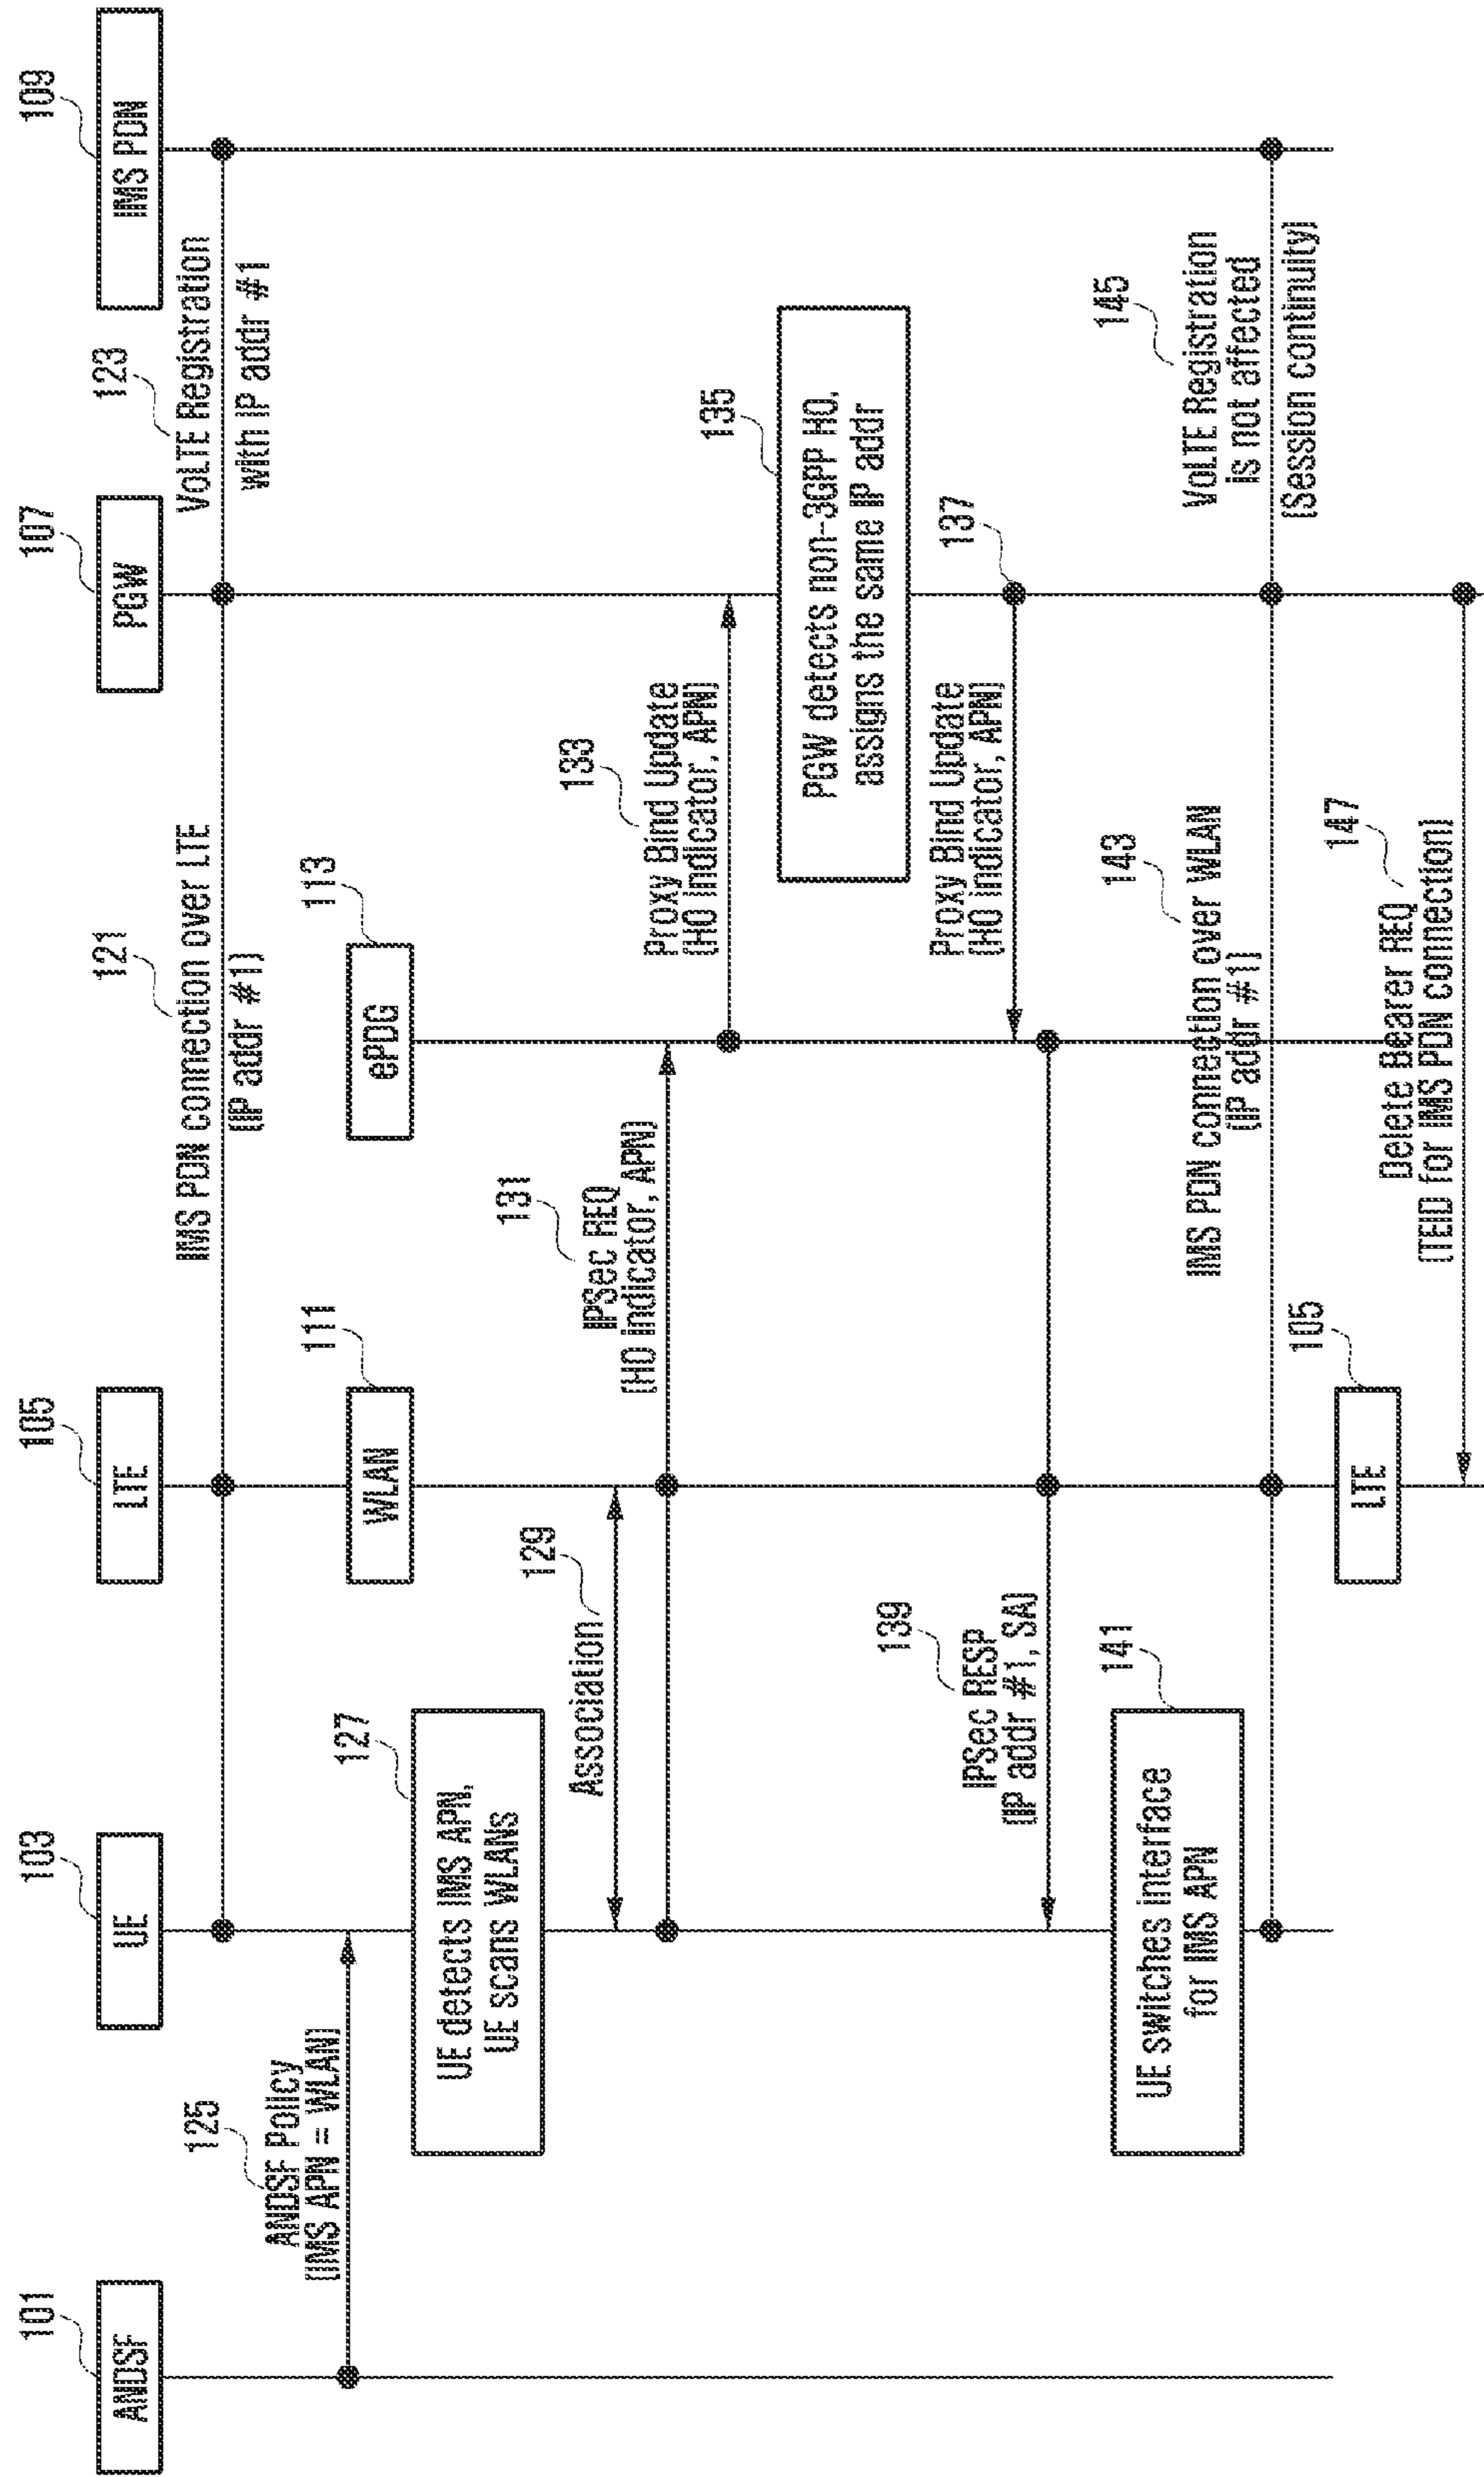 101
ANDSF
103
UE
105
LTE
107
PGW
109
IMS PDN
121
IMS PDN connection over LTE
(IP addr #1)
123
VoLTE Registration
with IP addr #1
125
ANDSF Policy
(IMS APN = WLAN)
111
WLAN
113
ePDG
127
UE detects IMS APN,
UE scans WLANs
129
Association
131
IPSec REQ
(HO indicator, APN)
133
Proxy Bind Update
(HO indicator, APN)
135
PGW detects non-3GPP HO,
assigns the same IP addr
137
Proxy Bind Update
(HO indicator, APN)
139
IPSec RESP
(IP addr #1, SA)
141
UE switches interface
for IMS APN
143
IMS PDN connection over WLAN
(IP addr #1)
145
VoLTE Registration
is not affected
(Session continuity)
105
LTE
147
Delete Bearer REQ
(TEID for IMS PDN connection)